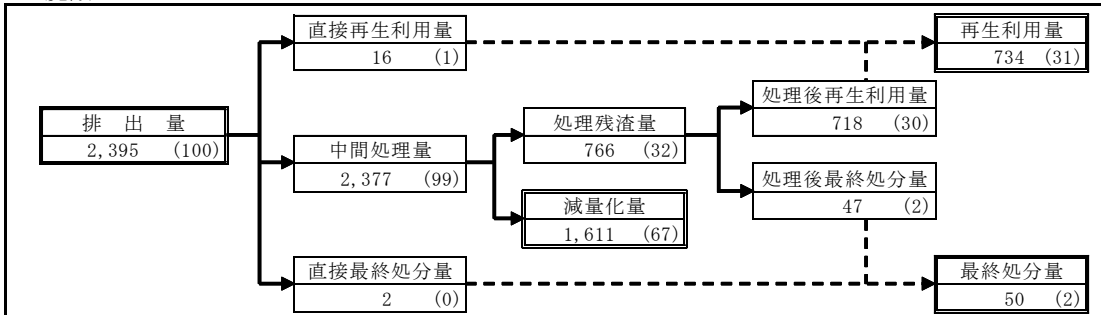 直接再生利用量
16 (1)
再生利用量
734 (31)
処理後再生利用量
718 (30)
排 出 量
2,395 (100)
処理残渣量
766 (32)
中間処理量
2,377 (99)
処理後最終処分量
47 (2)
減量化量
1,611 (67)
直接最終処分量
2 (0)
最終処分量
50 (2)